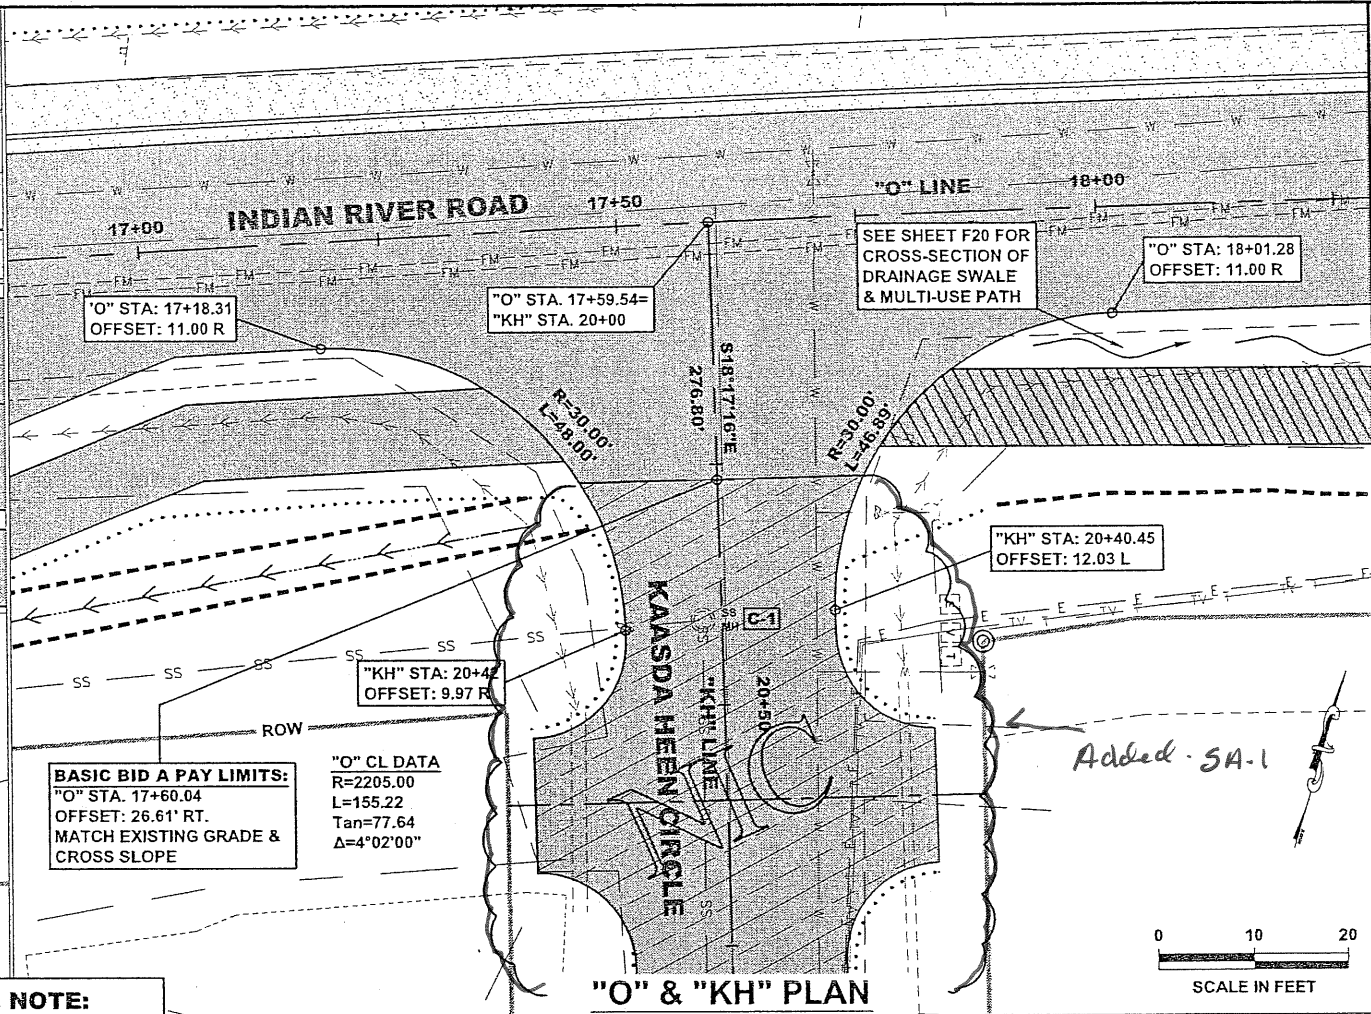 "O" LINE
18+00
17+50
INDIAN RIVER ROAD
17+00
SEE SHEET F20 FOR
CROSS-SECTION OF
DRAINAGE SWALE
& MULTI-USE PATH
"O" STA: 18+01.28
OFFSET: 11.00 R
"O" STA: 17+18.31
OFFSET: 11.00 R
"O" STA. 17+59.54=
"KH" STA. 20+00
S18°17'16"E
276.80'
R=30.00'
L=48.00'
R=30.00'
L=46.89'
"KH" STA: 20+40.45
OFFSET: 12.03 L
C-1
SS
MH
KAASDA HEEN CIRCLE
"KH" LINE
20+50
NIC
"KH" STA: 20+42
OFFSET: 9.97 R
ROW
Added - SA-1
BASIC BID A PAY LIMITS:
"O" STA. 17+60.04
OFFSET: 26.61' RT.
MATCH EXISTING GRADE &
CROSS SLOPE
"O" CL DATA
R=2205.00
L=155.22
Tan=77.64
Δ=4°02'00"
0 10 20
SCALE IN FEET
NOTE:
"O" & "KH" PLAN